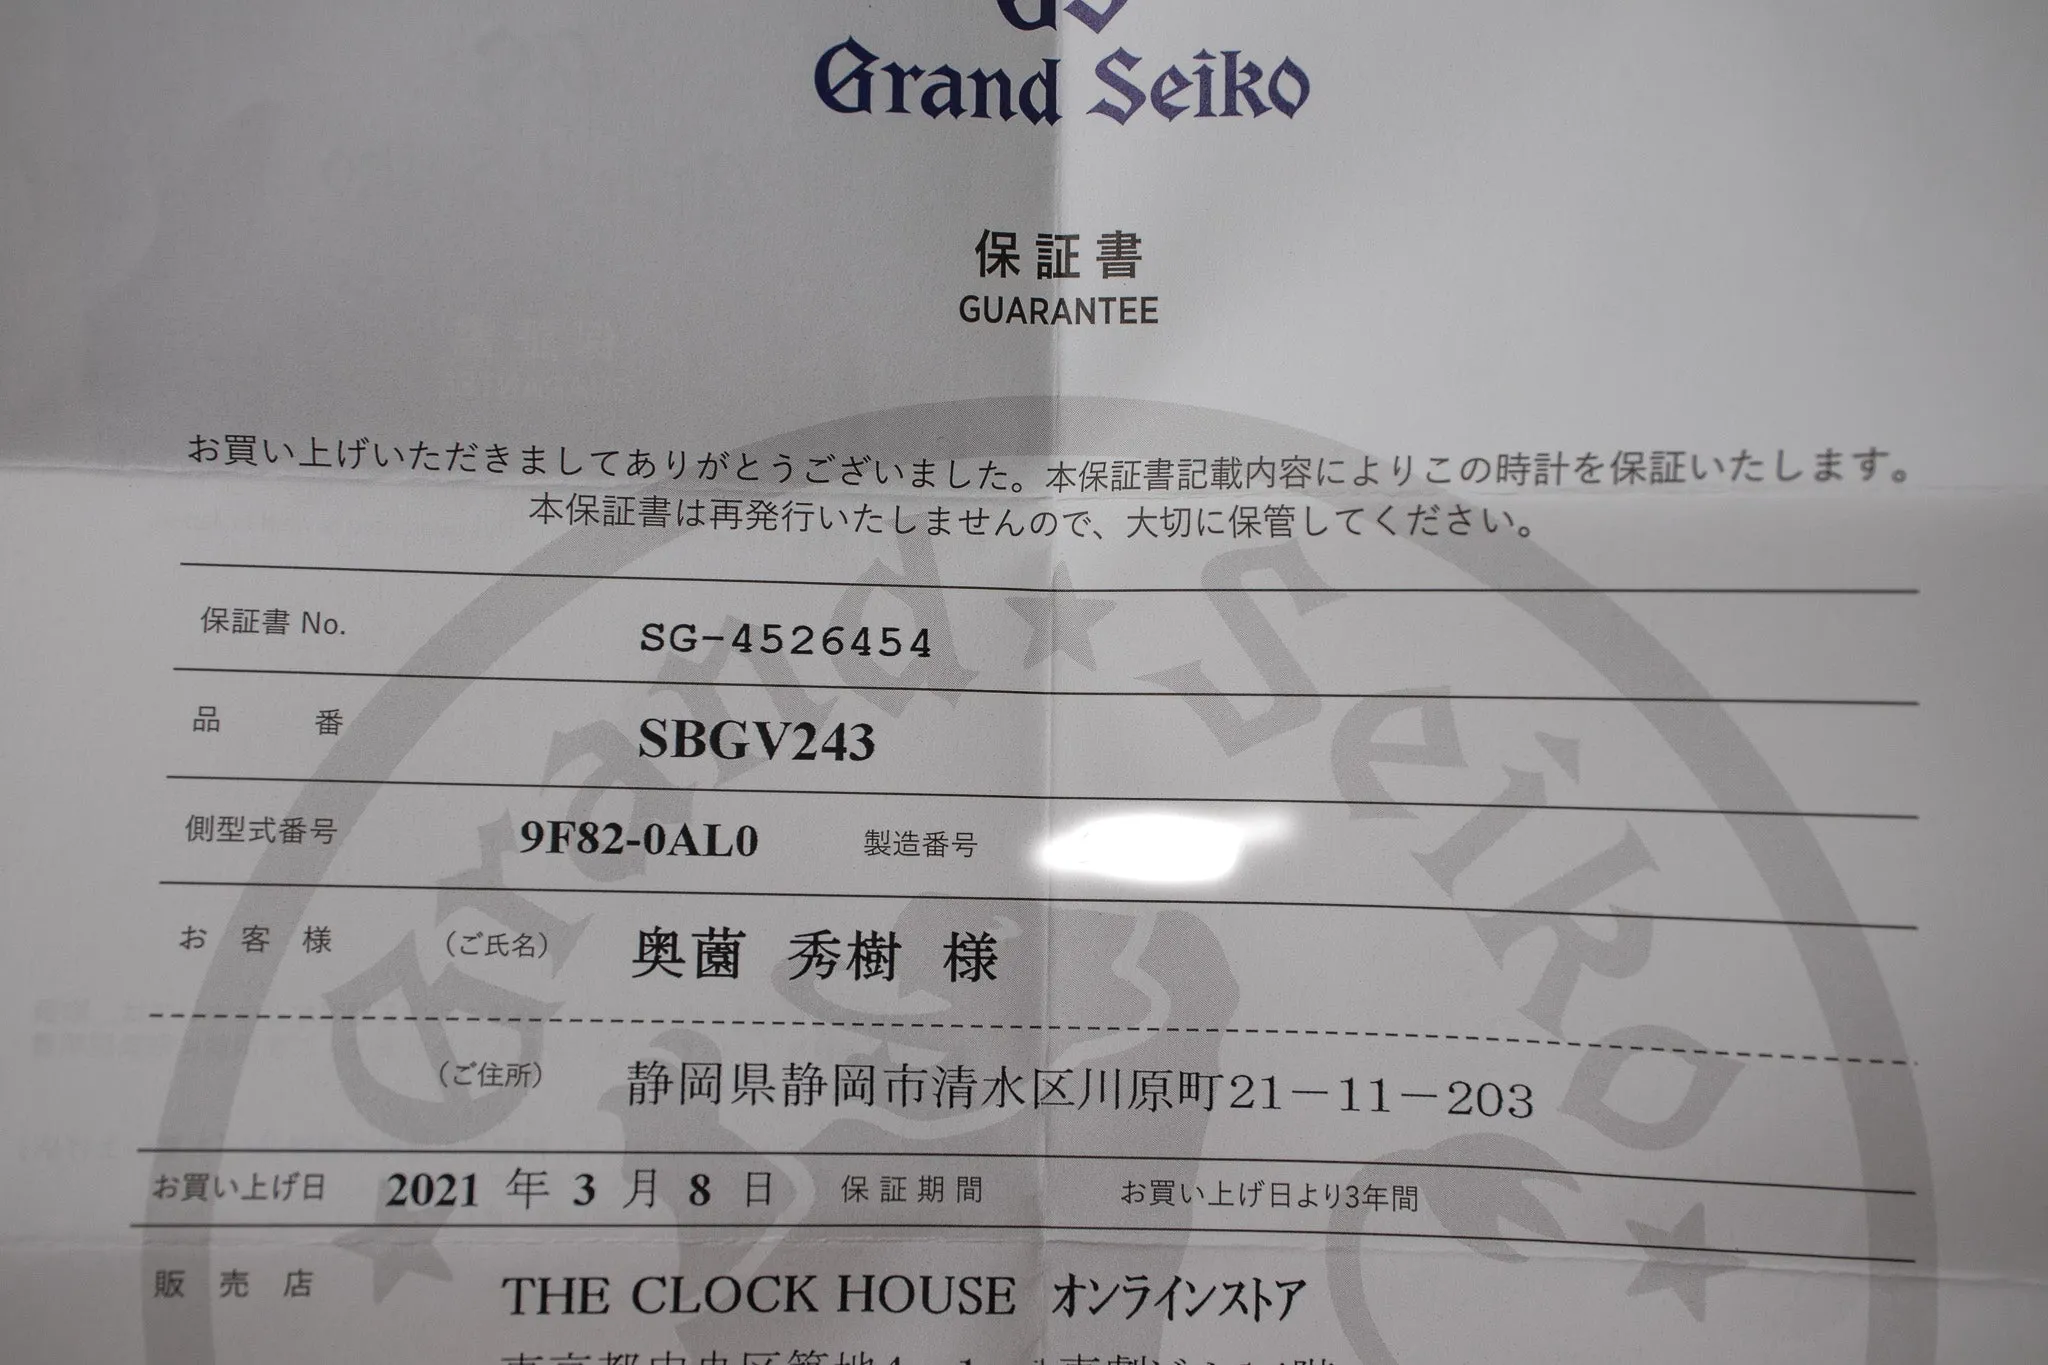 Grand Seiko
保証書
GUARANTEE
お買い上げいただきましてありがとうございました。本保証書記載内容によりこの時計を保証いたします。
本保証書は再発行いたしませんので、大切に保管してください。
保証書 No. SG-4526454
品番 SBGV243
側型式番号 9F82-0AL0 製造番号
お客様 (ご氏名) 奥薗 秀樹 様
(ご住所) 静岡県静岡市清水区川原町21-11-203
お買い上げ日 2021 年 3 月 8 日 保証期間 お買い上げ日より3年間
販売店 THE CLOCK HOUSE オンラインストア
Grand Seiko